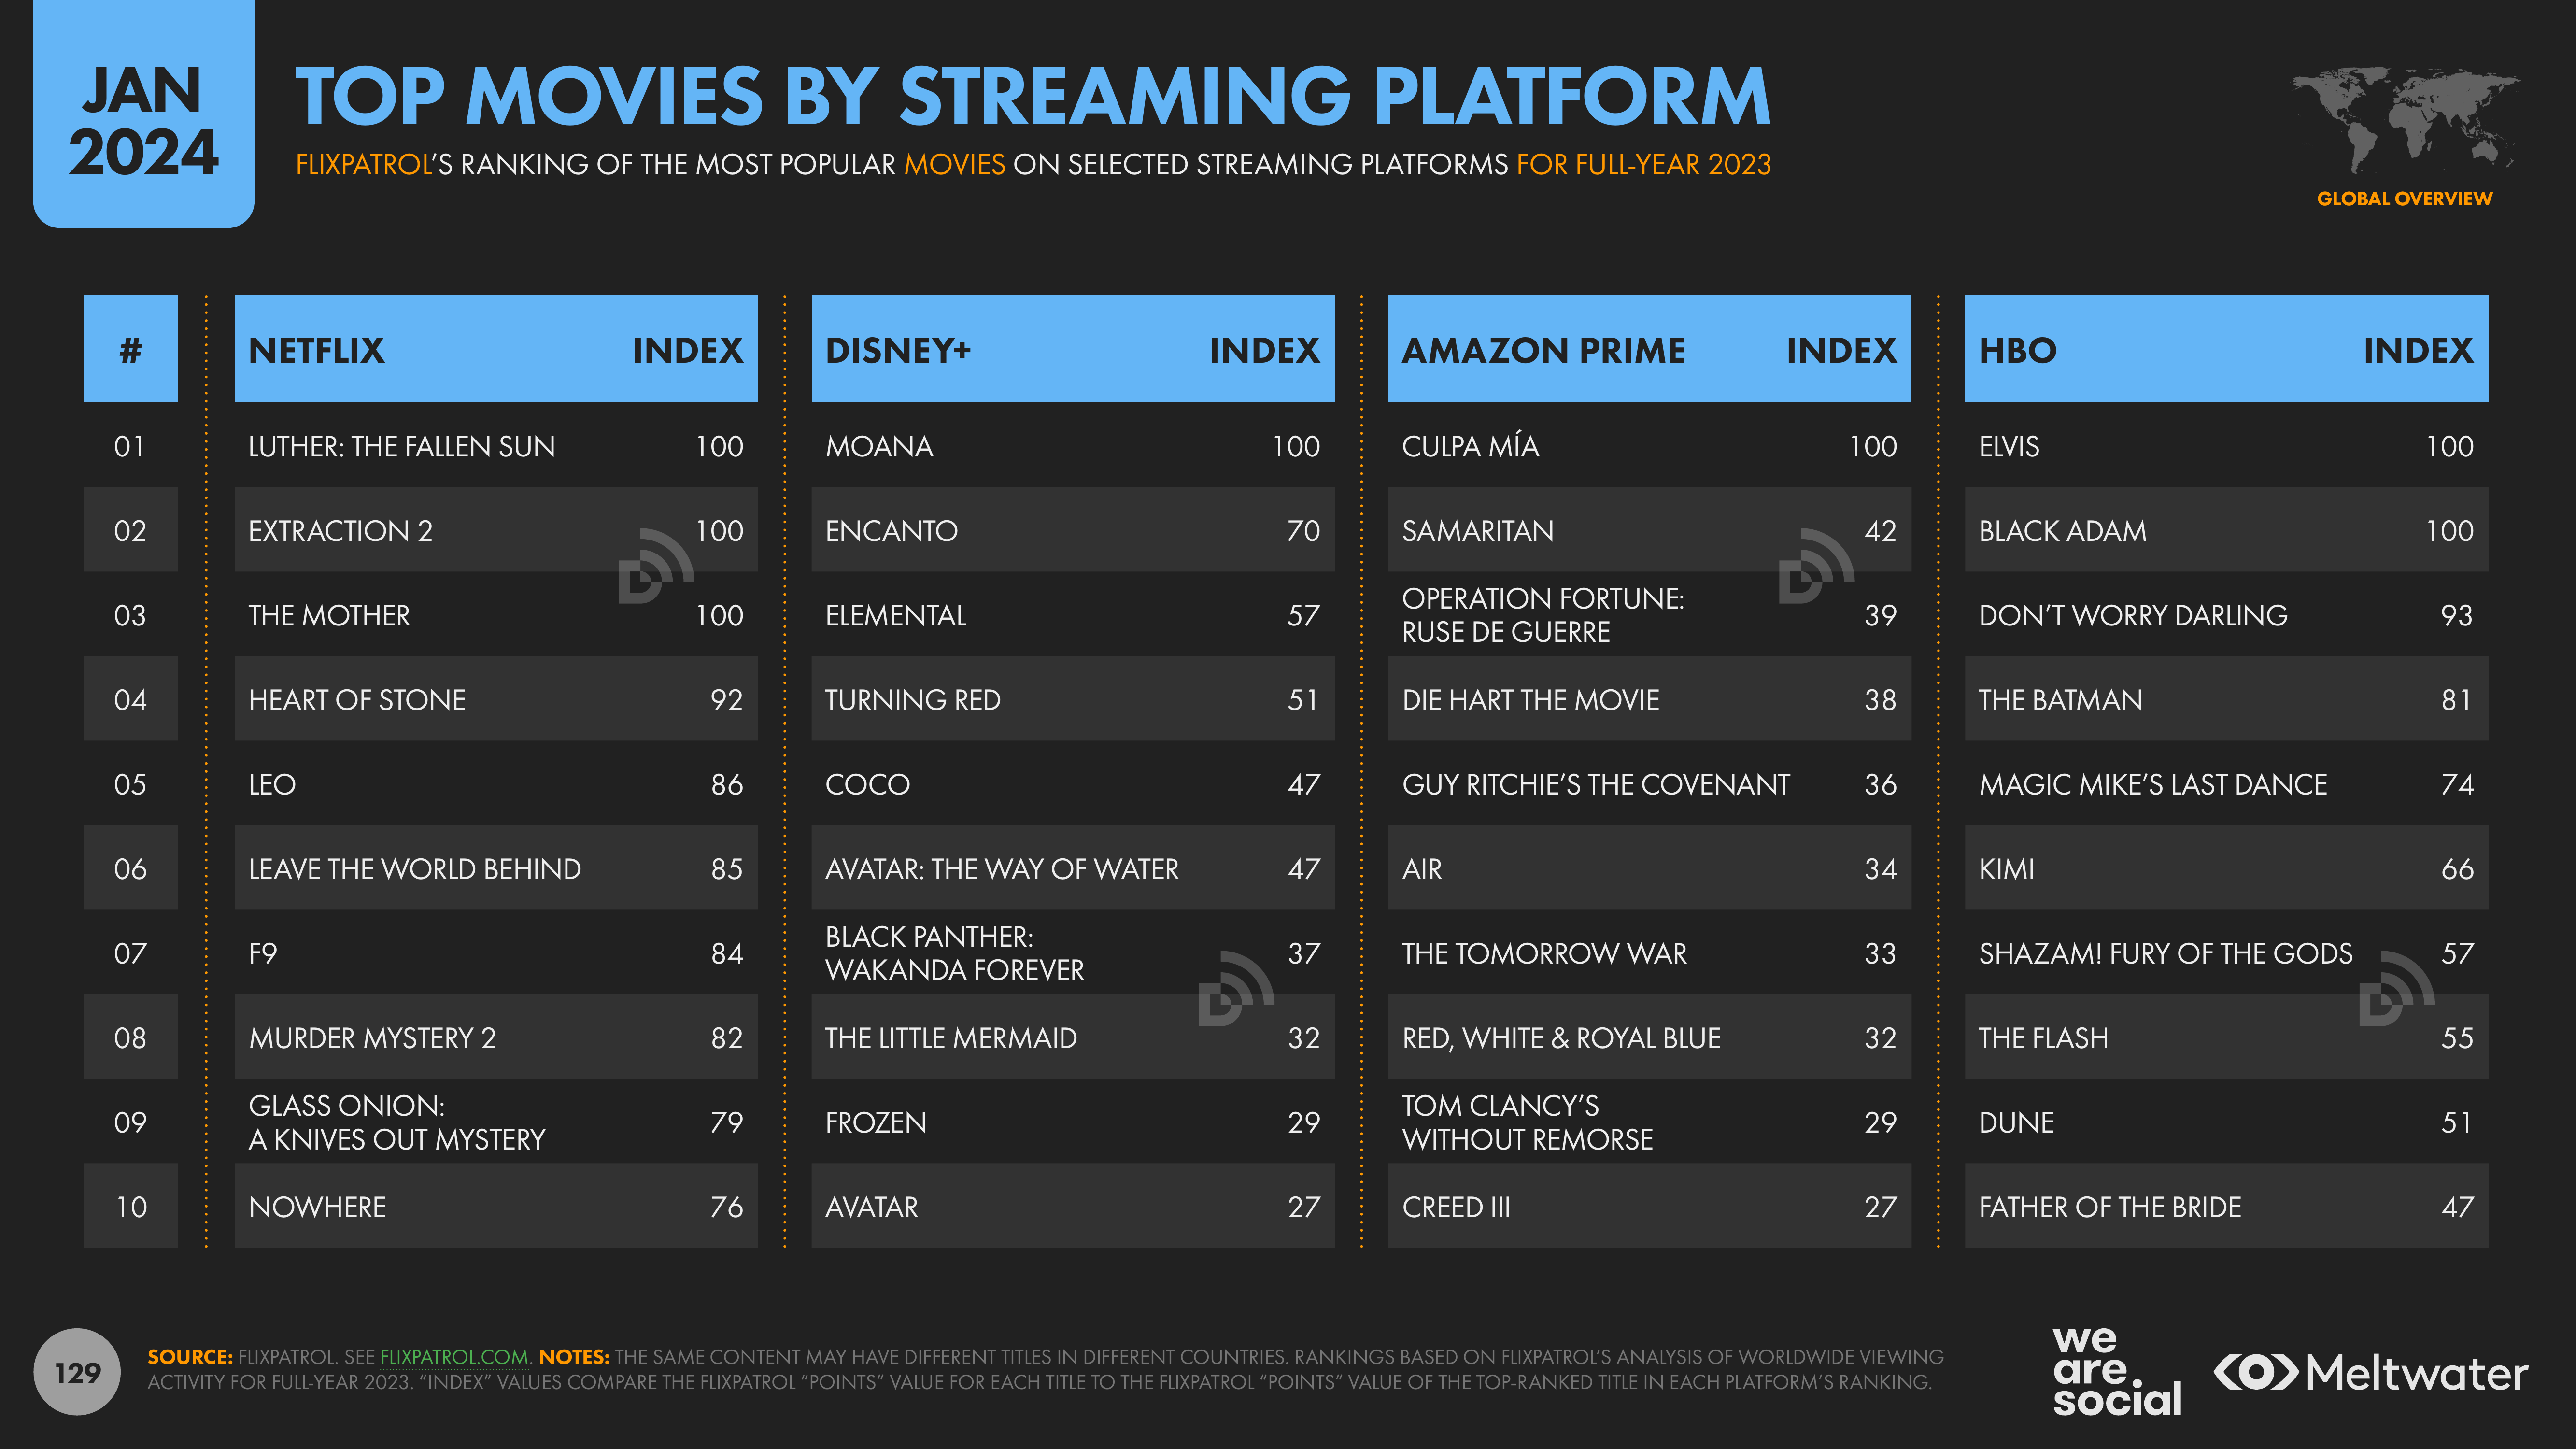 JAN
2024
TOP MOVIES BY STREAMING PLATFORM
FLIXPATROL’S RANKING OF THE MOST POPULAR MOVIES ON SELECTED STREAMING PLATFORMS FOR FULL-YEAR 2023
GLOBAL OVERVIEW
# NETFLIX INDEX DISNEY+ INDEX AMAZON PRIME INDEX HBO INDEX
01 LUTHER: THE FALLEN SUN 100 MOANA 100 CULPA MÍA 100 ELVIS 100
02 EXTRACTION 2 100 ENCANTO 70 SAMARITAN 42 BLACK ADAM 100
03 THE MOTHER 100 ELEMENTAL 57 OPERATION FORTUNE:
RUSE DE GUERRE 39 DON’T WORRY DARLING 93
04 HEART OF STONE 92 TURNING RED 51 DIE HART THE MOVIE 38 THE BATMAN 81
05 LEO 86 COCO 47 GUY RITCHIE’S THE COVENANT 36 MAGIC MIKE’S LAST DANCE 74
06 LEAVE THE WORLD BEHIND 85 AVATAR: THE WAY OF WATER 47 AIR 34 KIMI 66
07 F9 84 BLACK PANTHER:
WAKANDA FOREVER 37 THE TOMORROW WAR 33 SHAZAM! FURY OF THE GODS 57
08 MURDER MYSTERY 2 82 THE LITTLE MERMAID 32 RED, WHITE & ROYAL BLUE 32 THE FLASH 55
09 GLASS ONION:
A KNIVES OUT MYSTERY 79 FROZEN 29 TOM CLANCY’S
WITHOUT REMORSE 29 DUNE 51
10 NOWHERE 76 AVATAR 27 CREED III 27 FATHER OF THE BRIDE 47
129
SOURCE: FLIXPATROL. SEE FLIXPATROL.COM. NOTES: THE SAME CONTENT MAY HAVE DIFFERENT TITLES IN DIFFERENT COUNTRIES. RANKINGS BASED ON FLIXPATROL’S ANALYSIS OF WORLDWIDE VIEWING
ACTIVITY FOR FULL-YEAR 2023. “INDEX” VALUES COMPARE THE FLIXPATROL “POINTS” VALUE FOR EACH TITLE TO THE FLIXPATROL “POINTS” VALUE OF THE TOP-RANKED TITLE IN EACH PLATFORM’S RANKING.
we
are
social
Meltwater